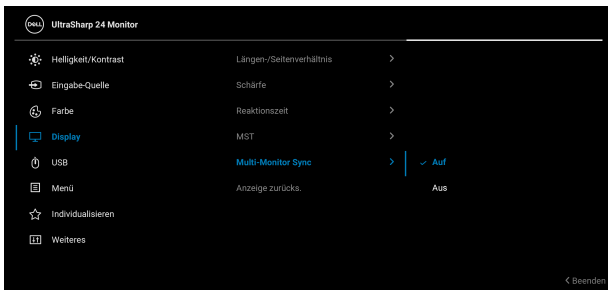 DELL UltraSharp 24 Monitor
Helligkeit/Kontrast Längen-/Seitenverhältnis
Eingabe-Quelle Schärfe
Farbe Reaktionszeit
Display MST
USB Multi-Monitor Sync Auf
Menü Anzeige zurücks. Aus
Individualisieren
Weiteres
Beenden